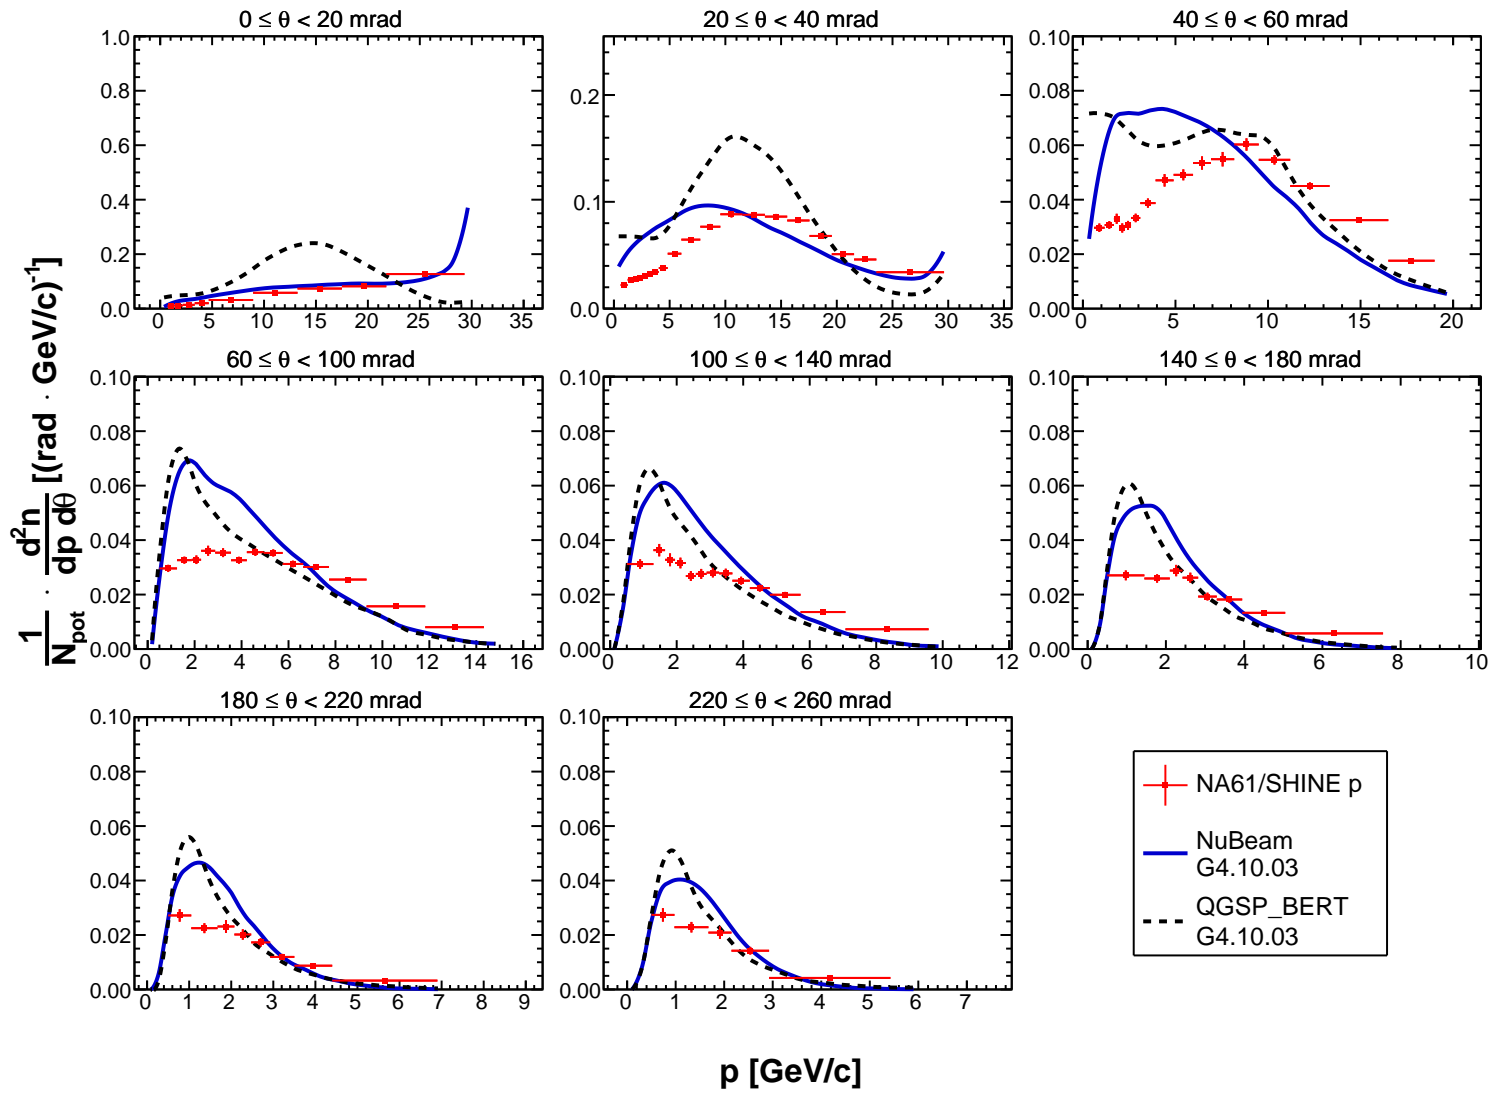 0 ≤ θ < 20 mrad
20 ≤ θ < 40 mrad
40 ≤ θ < 60 mrad
1.0
0.8
0.6
0.4
0.2
0.0
0 5 10 15 20 25 30 35
0.2
0.1
0.0
0 5 10 15 20 25 30 35
0.10
0.08
0.06
0.04
0.02
0.00
0 5 10 15 20
60 ≤ θ < 100 mrad
100 ≤ θ < 140 mrad
140 ≤ θ < 180 mrad
0.10
0.08
0.06
0.04
0.02
0.00
0 2 4 6 8 10 12 14 16
0.10
0.08
0.06
0.04
0.02
0.00
0 2 4 6 8 10 12
0.10
0.08
0.06
0.04
0.02
0.00
0 2 4 6 8 10
180 ≤ θ < 220 mrad
220 ≤ θ < 260 mrad
0.10
0.08
0.06
0.04
0.02
0.00
0 1 2 3 4 5 6 7 8 9
0.10
0.08
0.06
0.04
0.02
0.00
0 1 2 3 4 5 6 7
NA61/SHINE p
NuBeam
G4.10.03
QGSP_BERT
G4.10.03
1/N_pot · d²n/dp dθ [(rad · GeV/c)⁻¹]
p [GeV/c]